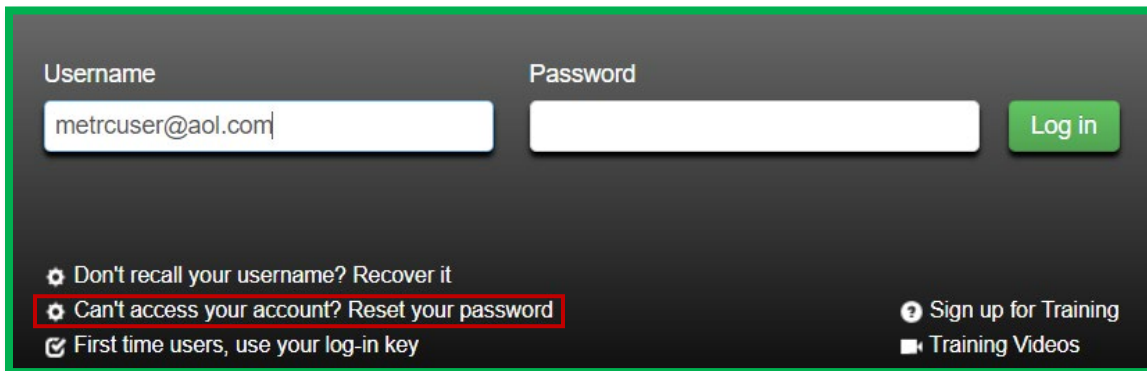 Username
Password
metrcuser@aol.com
Log in
Don't recall your username? Recover it
Can't access your account? Reset your password
First time users, use your log-in key
Sign up for Training
Training Videos